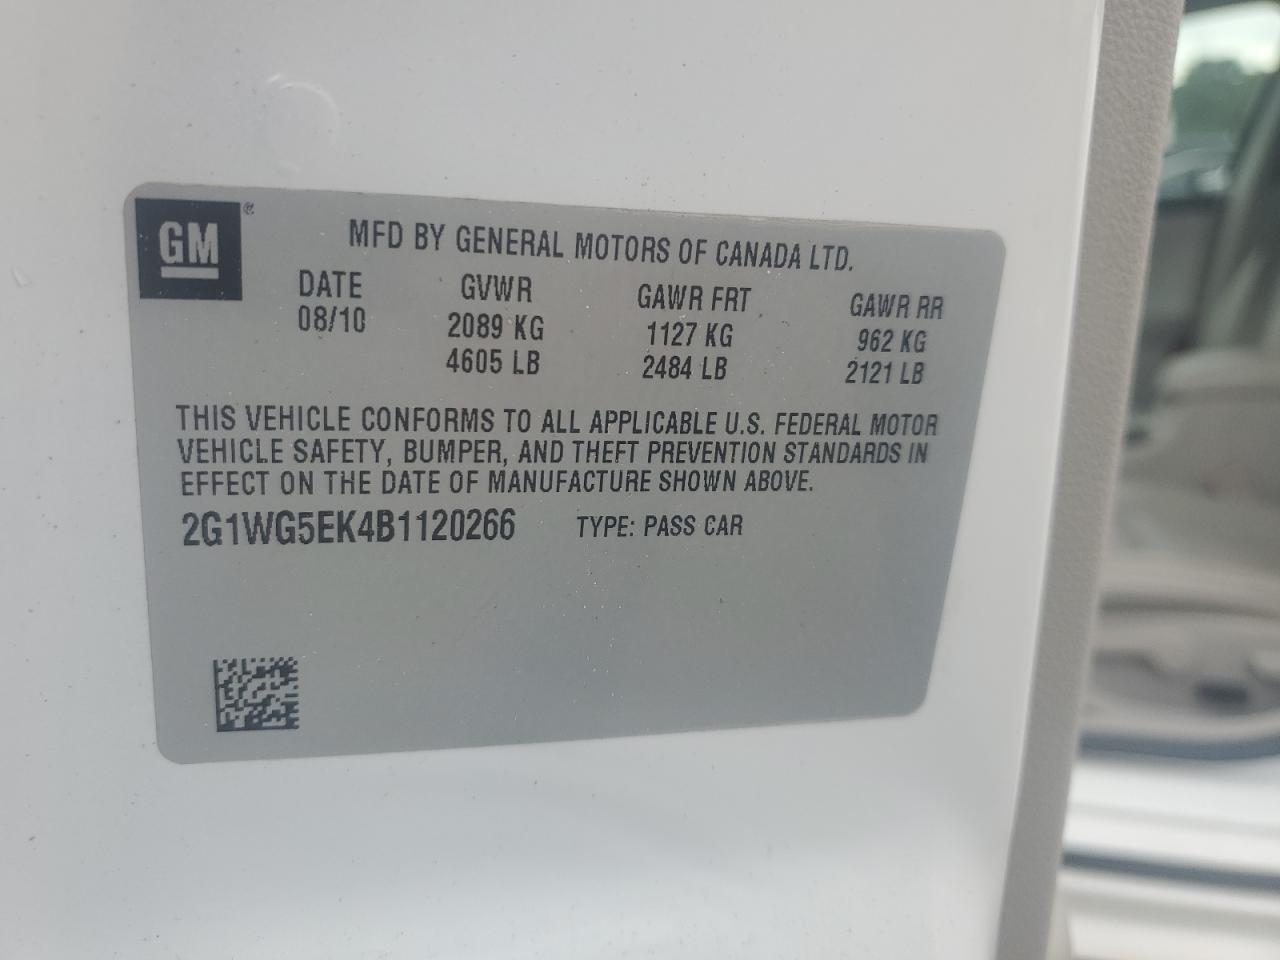 GM
MFD BY GENERAL MOTORS OF CANADA LTD.
DATE GVWR GAWR FRT GAWR RR
08/10 2089 KG 1127 KG 962 KG
4605 LB 2484 LB 2121 LB
THIS VEHICLE CONFORMS TO ALL APPLICABLE U.S. FEDERAL MOTOR
VEHICLE SAFETY, BUMPER, AND THEFT PREVENTION STANDARDS IN
EFFECT ON THE DATE OF MANUFACTURE SHOWN ABOVE.
2G1WG5EK4B1120266 TYPE: PASS CAR